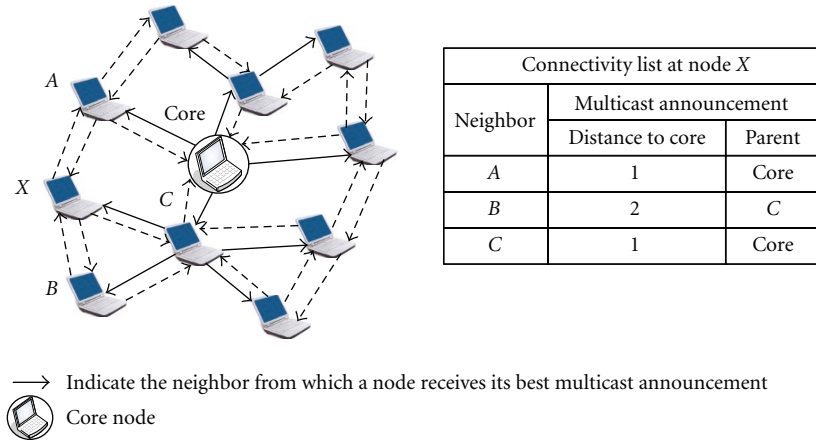 A
Core
X
C
B
Connectivity list at node X
Neighbor
Multicast announcement
Distance to core
Parent
A 1 Core
B 2 C
C 1 Core
Indicate the neighbor from which a node receives its best multicast announcement
Core node